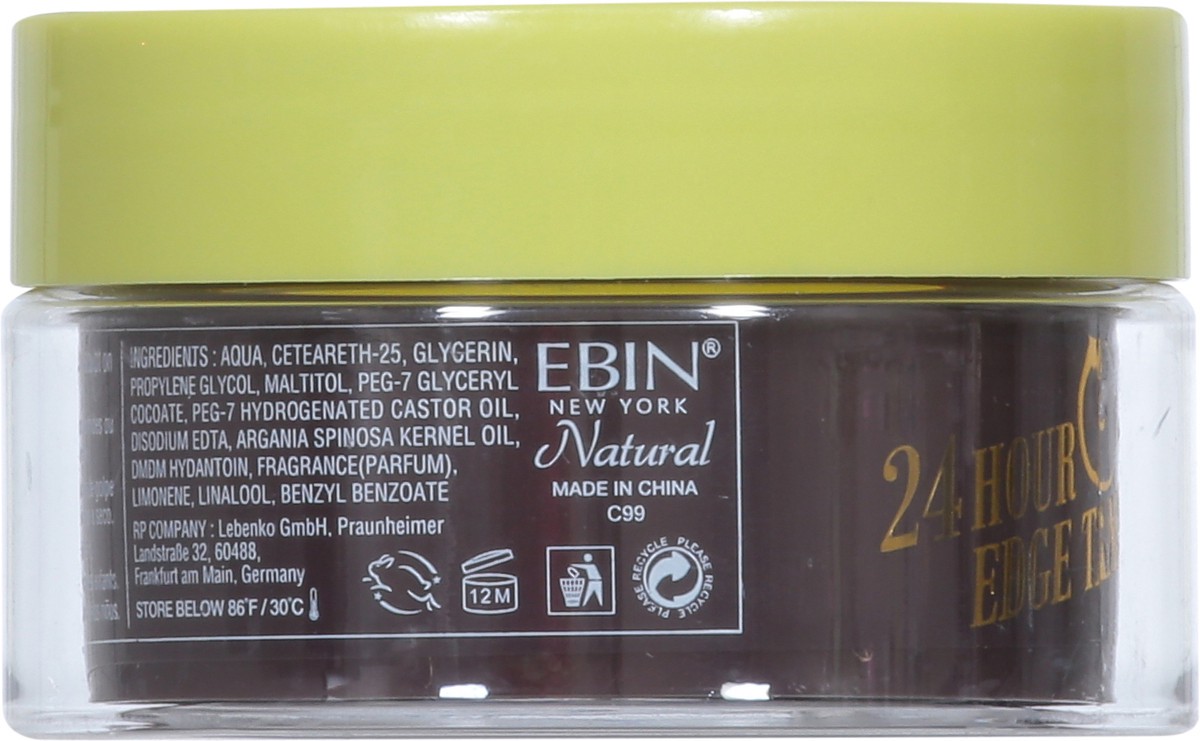 INGREDIENTS : AQUA, CETEARETH-25, GLYCERIN,
PROPYLENE GLYCOL, MALTITOL, PEG-7 GLYCERYL
COCOATE, PEG-7 HYDROGENATED CASTOR OIL,
DISODIUM EDTA, ARGANIA SPINOSA KERNEL OIL,
DMDM HYDANTOIN, FRAGRANCE(PARFUM),
LIMONENE, LINALOOL, BENZYL BENZOATE
RP COMPANY : Lebenko GmbH, Praunheimer
Landstraße 32, 60488,
Frankfurt am Main, Germany
STORE BELOW 86°F / 30°C
12M
EBIN®
NEW YORK
Natural
MADE IN CHINA
C99
PLEASE RECYCLE PLEASE RECYCLE
24 HOUR
EDGE